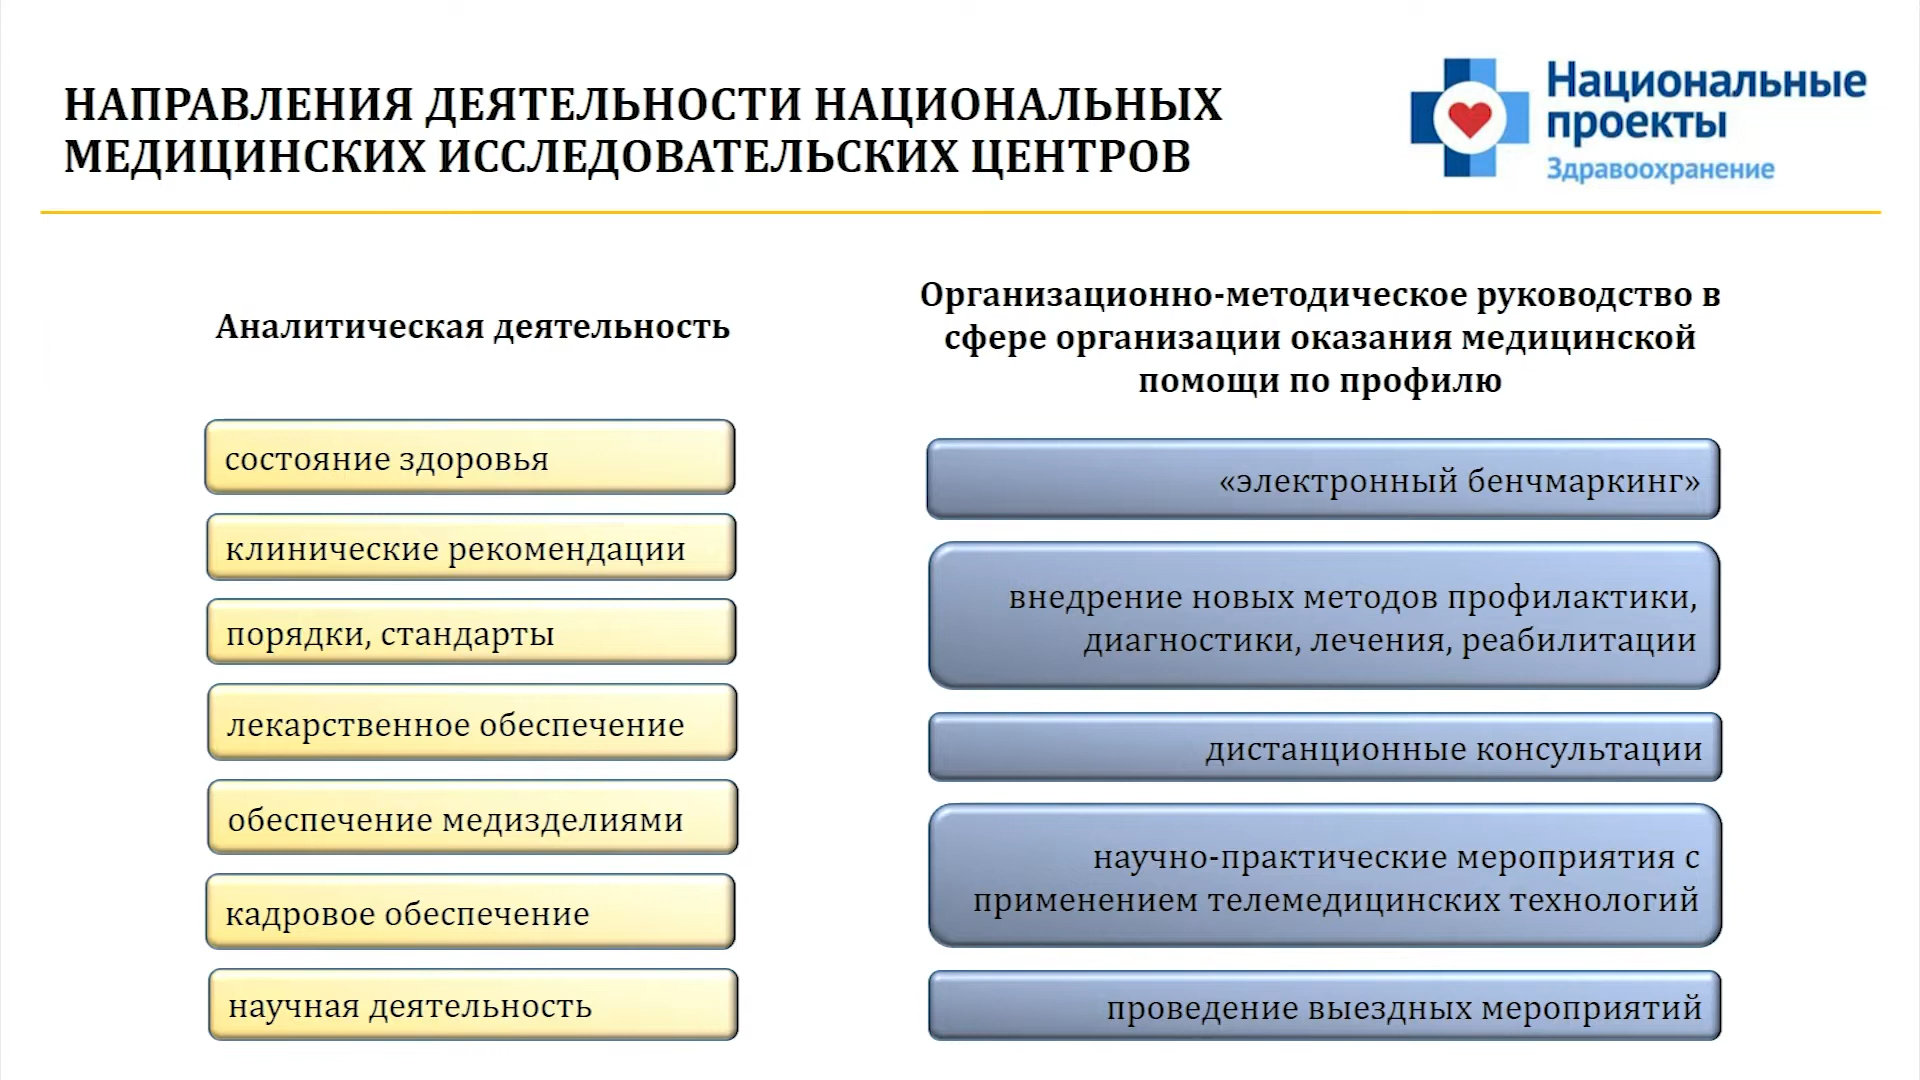 НАПРАВЛЕНИЯ ДЕЯТЕЛЬНОСТИ НАЦИОНАЛЬНЫХ
МЕДИЦИНСКИХ ИССЛЕДОВАТЕЛЬСКИХ ЦЕНТРОВ
Национальные
проекты
Здравоохранение
Аналитическая деятельность
состояние здоровья
клинические рекомендации
порядки, стандарты
лекарственное обеспечение
обеспечение медизделиями
кадровое обеспечение
научная деятельность
Организационно-методическое руководство в
сфере организации оказания медицинской
помощи по профилю
«электронный бенчмаркинг»
внедрение новых методов профилактики,
диагностики, лечения, реабилитации
дистанционные консультации
научно-практические мероприятия с
применением телемедицинских технологий
проведение выездных мероприятий